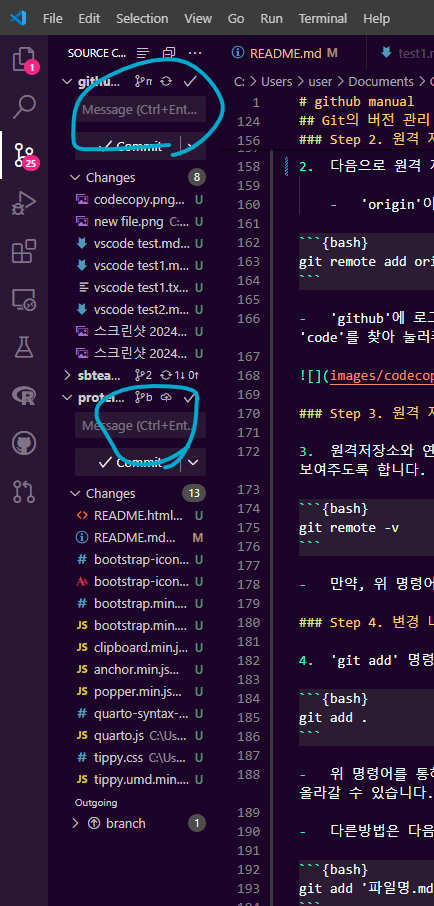 File Edit Selection View Go Run Terminal Help
1
25
SOURCE C...
githu...
Message (Ctrl+Ent...
Commit
Changes 8
codecopy.png... U
new file.png C:... U
vscode test.md... U
vscode test1.m... U
vscode test1.tx... U
vscode test2.m... U
스크린샷 2024... U
스크린샷 2024... U
sbtea... 2 1↓ 0↑
protei... b
Message (Ctrl+Ent...
Commit
Changes 13
README.html... U
README.md... M
bootstrap-icon... U
bootstrap-icon... U
bootstrap.min.... U
bootstrap.min.... U
clipboard.min.j... U
anchor.min.js... U
popper.min.js... U
quarto-syntax-... U
quarto.js C:\Us... U
tippy.css C:\Us... U
tippy.umd.min.... U
Outgoing
branch 1
README.md M test1.
C: > Users > user > Documents >
1 # github manual
124 ## Git의 버전 관리
156 ### Step 2. 원격
158 2. 다음으로 원격
159
160 - 'origin'이
161
162 ```{bash}
163 git remote add ori
164 ```
165
166 - 'github'에 로그
'code'를 찾아 눌러
167
168 ![](images/codecop
169
170 ### Step 3. 원격
171
172 3. 원격저장소와 연
보여주도록 합니다.
173
174 ```{bash}
175 git remote -v
176 ```
177
178 - 만약, 위 명령어
179
180 ### Step 4. 변경
181
182 4. 'git add' 명령
183
184 ```{bash}
185 git add .
186 ```
187
188 - 위 명령어를 통해
올라갈 수 있습니다.
189
190 - 다른방법은 다음
191
192 ```{bash}
193 git add '파일명.md
194 ```